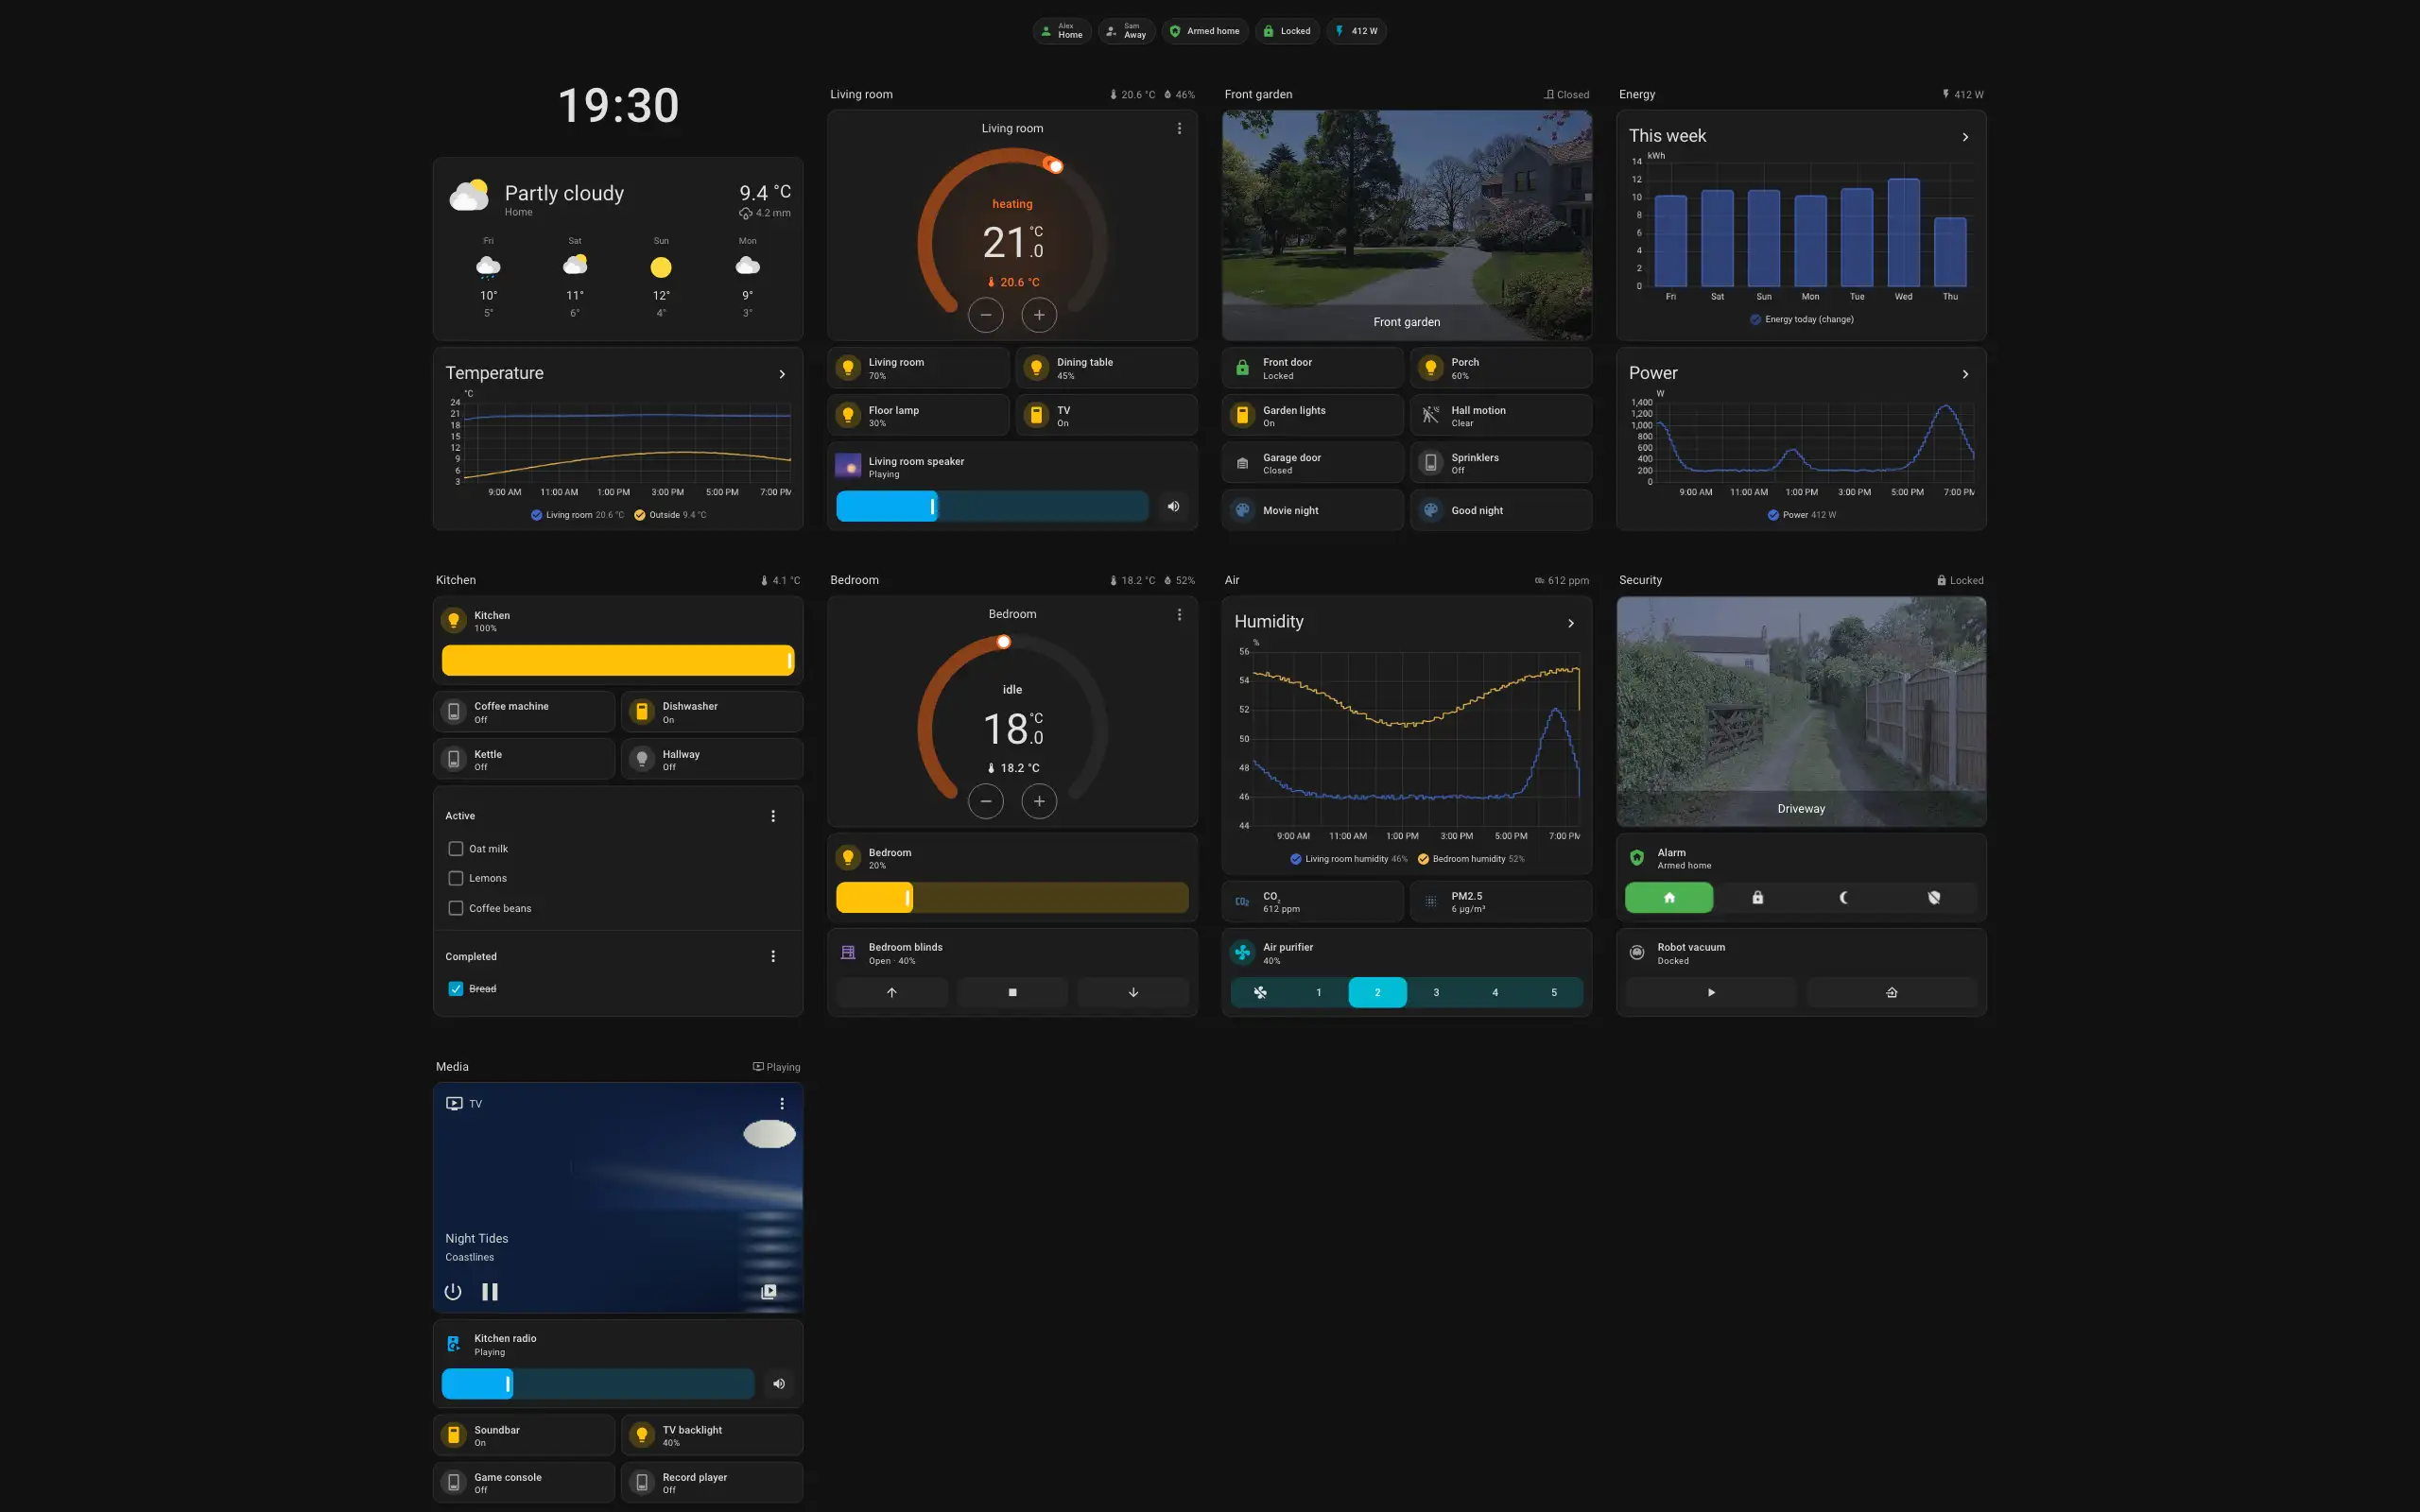 Alex
Home
Sam
Away
Armed home
Locked
412 W
19:30
Partly cloudy
Home
9.4 °C
4.2 mm
Fri
Sat
Sun
Mon
10°
11°
12°
9°
5°
6°
4°
3°
Temperature
°C
24
21
18
15
12
9
6
3
9:00 AM
11:00 AM
1:00 PM
3:00 PM
5:00 PM
7:00 PM
Living room 20.6 °C
Outside 9.4 °C
Living room
20.6 °C
46%
Living room
heating
21.0 °C
20.6 °C
Living room
70%
Dining table
45%
Floor lamp
30%
TV
On
Living room speaker
Playing
Front garden
Closed
Front garden
Front door
Locked
Porch
60%
Garden lights
On
Hall motion
Clear
Garage door
Closed
Sprinklers
Off
Movie night
Good night
Energy
412 W
This week
kWh
14
12
10
8
6
4
2
0
Fri
Sat
Sun
Mon
Tue
Wed
Thu
Energy today (change)
Power
W
1,400
1,200
1,000
800
600
400
200
0
9:00 AM
11:00 AM
1:00 PM
3:00 PM
5:00 PM
7:00 PM
Power 412 W
Kitchen
4.1 °C
Kitchen
100%
Coffee machine
Off
Dishwasher
On
Kettle
Off
Hallway
Off
Active
Oat milk
Lemons
Coffee beans
Completed
Bread
Bedroom
18.2 °C
52%
Bedroom
idle
18.0 °C
18.2 °C
Bedroom
20%
Bedroom blinds
Open · 40%
Air
612 ppm
Humidity
%
56
54
52
50
48
46
44
9:00 AM
11:00 AM
1:00 PM
3:00 PM
5:00 PM
7:00 PM
Living room humidity 46%
Bedroom humidity 52%
CO₂
612 ppm
PM2.5
6 µg/m³
Air purifier
40%
1
2
3
4
5
Security
Locked
Driveway
Alarm
Armed home
Robot vacuum
Docked
Media
Playing
TV
Night Tides
Coastlines
Kitchen radio
Playing
Soundbar
On
TV backlight
40%
Game console
Off
Record player
Off